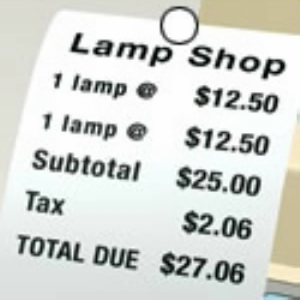 Lamp Shop
1 lamp @ $12.50
1 lamp @ $12.50
Subtotal $25.00
Tax $2.06
TOTAL DUE $27.06